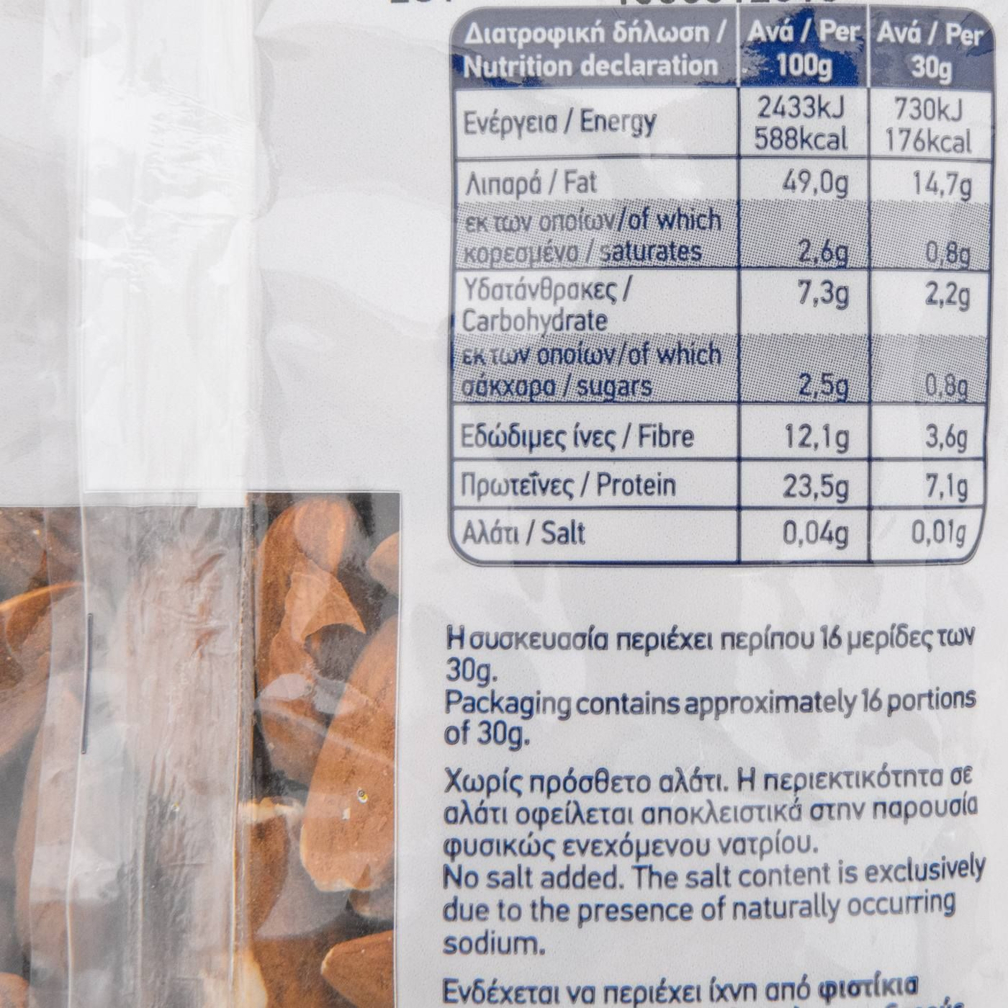 Διατροφική δήλωση / Ανά / Per Ανά / Per
Nutrition declaration 100g 30g
Ενέργεια / Energy 2433kJ 730kJ
588kcal 176kcal
Λιπαρά / Fat 49,0g 14,7g
εκ των οποίων/of which
κορεσμένα / saturates 2,6g 0,8g
Υδατάνθρακες / 7,3g 2,2g
Carbohydrate
εκ των οποίων/of which
σάκχαρα / sugars 2,5g 0,8g
Εδώδιμες ίνες / Fibre 12,1g 3,6g
Πρωτεΐνες / Protein 23,5g 7,1g
Αλάτι / Salt 0,04g 0,01g
Η συσκευασία περιέχει περίπου 16 μερίδες των
30g.
Packaging contains approximately 16 portions
of 30g.
Χωρίς πρόσθετο αλάτι. Η περιεκτικότητα σε
αλάτι οφείλεται αποκλειστικά στην παρουσία
φυσικώς ενεχόμενου νατρίου.
No salt added. The salt content is exclusively
due to the presence of naturally occurring
sodium.
Ενδέχεται να περιέχει ίχνη από φιστίκια